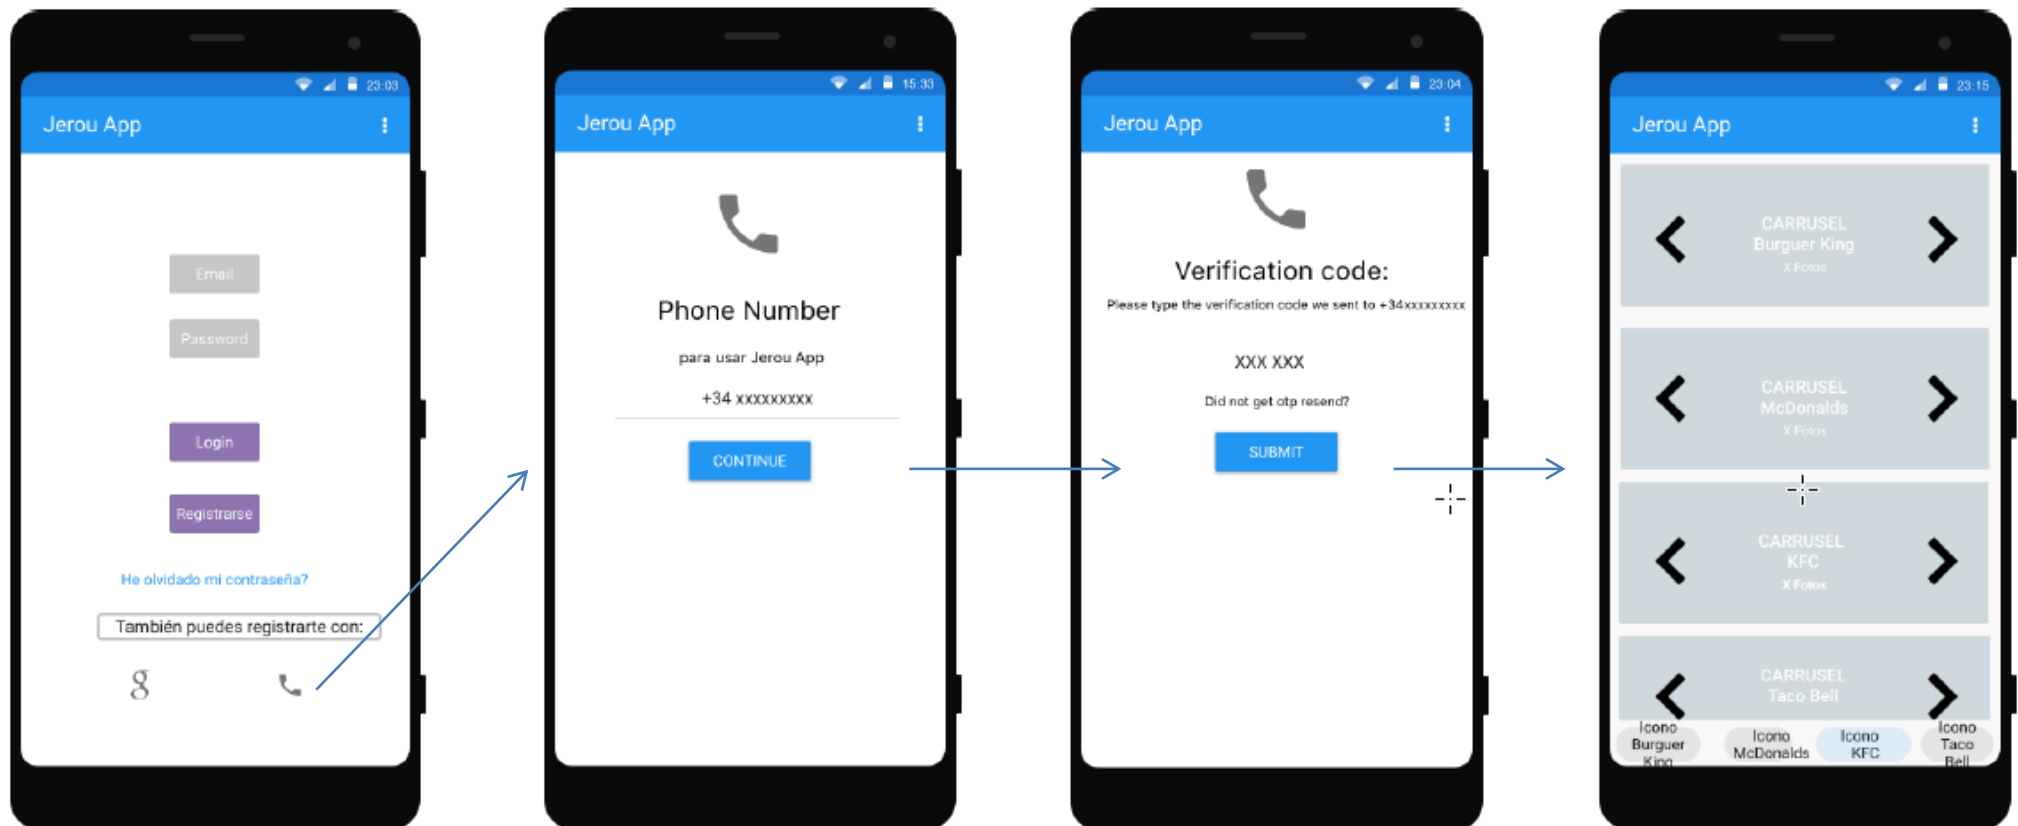 23:03
Jerou App
Email
Password
Login
Registrarse
He olvidado mi contraseña?
También puedes registrarte con:
g
15:33
Jerou App
Phone Number
para usar Jerou App
+34 xxxxxxxxx
CONTINUE
23:04
Jerou App
Verification code:
Please type the verification code we sent to +34xxxxxxxxx
XXX XXX
Did not get otp resend?
SUBMIT
23:15
Jerou App
CARRUSEL
Burguer King
X Fotos
CARRUSEL
McDonalds
X Fotos
CARRUSEL
KFC
X Fotos
CARRUSEL
Taco Bell
Icono
Burguer
King
Icono
McDonalds
Icono
KFC
Icono
Taco
Bell